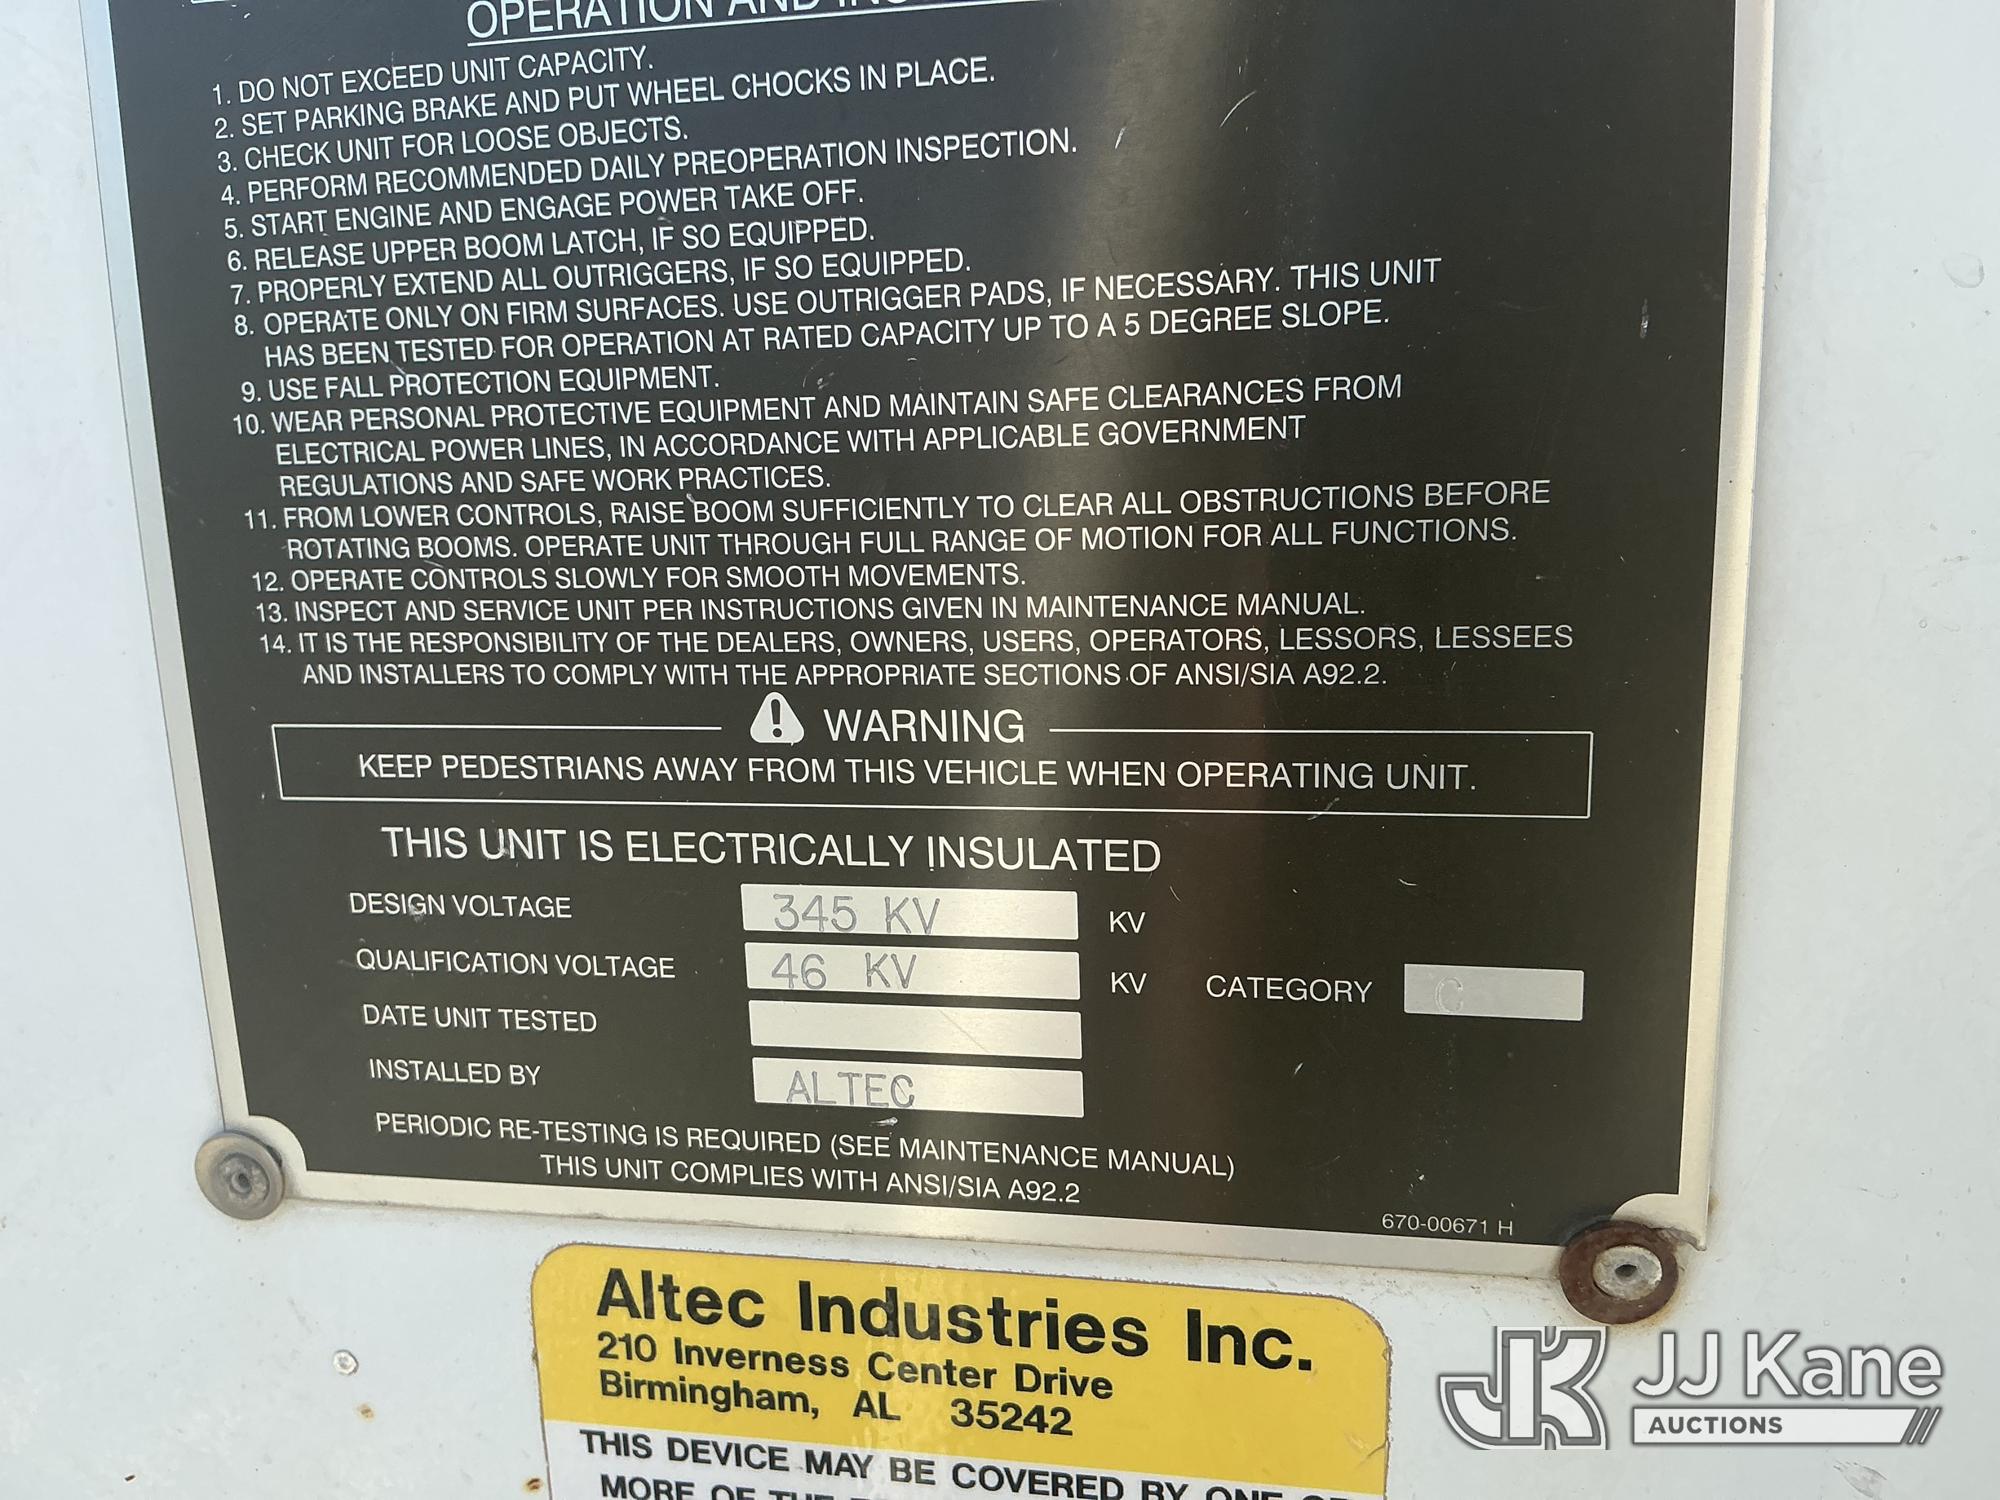 OPERATION AND
1. DO NOT EXCEED UNIT CAPACITY.
2. SET PARKING BRAKE AND PUT WHEEL CHOCKS IN PLACE.
3. CHECK UNIT FOR LOOSE OBJECTS.
4. PERFORM RECOMMENDED DAILY PREOPERATION INSPECTION.
5. START ENGINE AND ENGAGE POWER TAKE OFF.
6. RELEASE UPPER BOOM LATCH, IF SO EQUIPPED.
7. PROPERLY EXTEND ALL OUTRIGGERS, IF SO EQUIPPED.
8. OPERATE ONLY ON FIRM SURFACES. USE OUTRIGGER PADS, IF NECESSARY. THIS UNIT
HAS BEEN TESTED FOR OPERATION AT RATED CAPACITY UP TO A 5 DEGREE SLOPE.
9. USE FALL PROTECTION EQUIPMENT.
10. WEAR PERSONAL PROTECTIVE EQUIPMENT AND MAINTAIN SAFE CLEARANCES FROM
ELECTRICAL POWER LINES, IN ACCORDANCE WITH APPLICABLE GOVERNMENT
REGULATIONS AND SAFE WORK PRACTICES.
11. FROM LOWER CONTROLS, RAISE BOOM SUFFICIENTLY TO CLEAR ALL OBSTRUCTIONS BEFORE
ROTATING BOOMS. OPERATE UNIT THROUGH FULL RANGE OF MOTION FOR ALL FUNCTIONS.
12. OPERATE CONTROLS SLOWLY FOR SMOOTH MOVEMENTS.
13. INSPECT AND SERVICE UNIT PER INSTRUCTIONS GIVEN IN MAINTENANCE MANUAL.
14. IT IS THE RESPONSIBILITY OF THE DEALERS, OWNERS, USERS, OPERATORS, LESSORS, LESSEES
AND INSTALLERS TO COMPLY WITH THE APPROPRIATE SECTIONS OF ANSI/SIA A92.2.
WARNING
KEEP PEDESTRIANS AWAY FROM THIS VEHICLE WHEN OPERATING UNIT.
THIS UNIT IS ELECTRICALLY INSULATED
DESIGN VOLTAGE 345 KV KV
QUALIFICATION VOLTAGE 46 KV KV CATEGORY C
DATE UNIT TESTED
INSTALLED BY ALTEC
PERIODIC RE-TESTING IS REQUIRED (SEE MAINTENANCE MANUAL)
THIS UNIT COMPLIES WITH ANSI/SIA A92.2
670-00671 H
Altec Industries Inc.
210 Inverness Center Drive
Birmingham, AL 35242
THIS DEVICE MAY BE COVERED BY ONE OR
MORE OF THE
JJ Kane
AUCTIONS